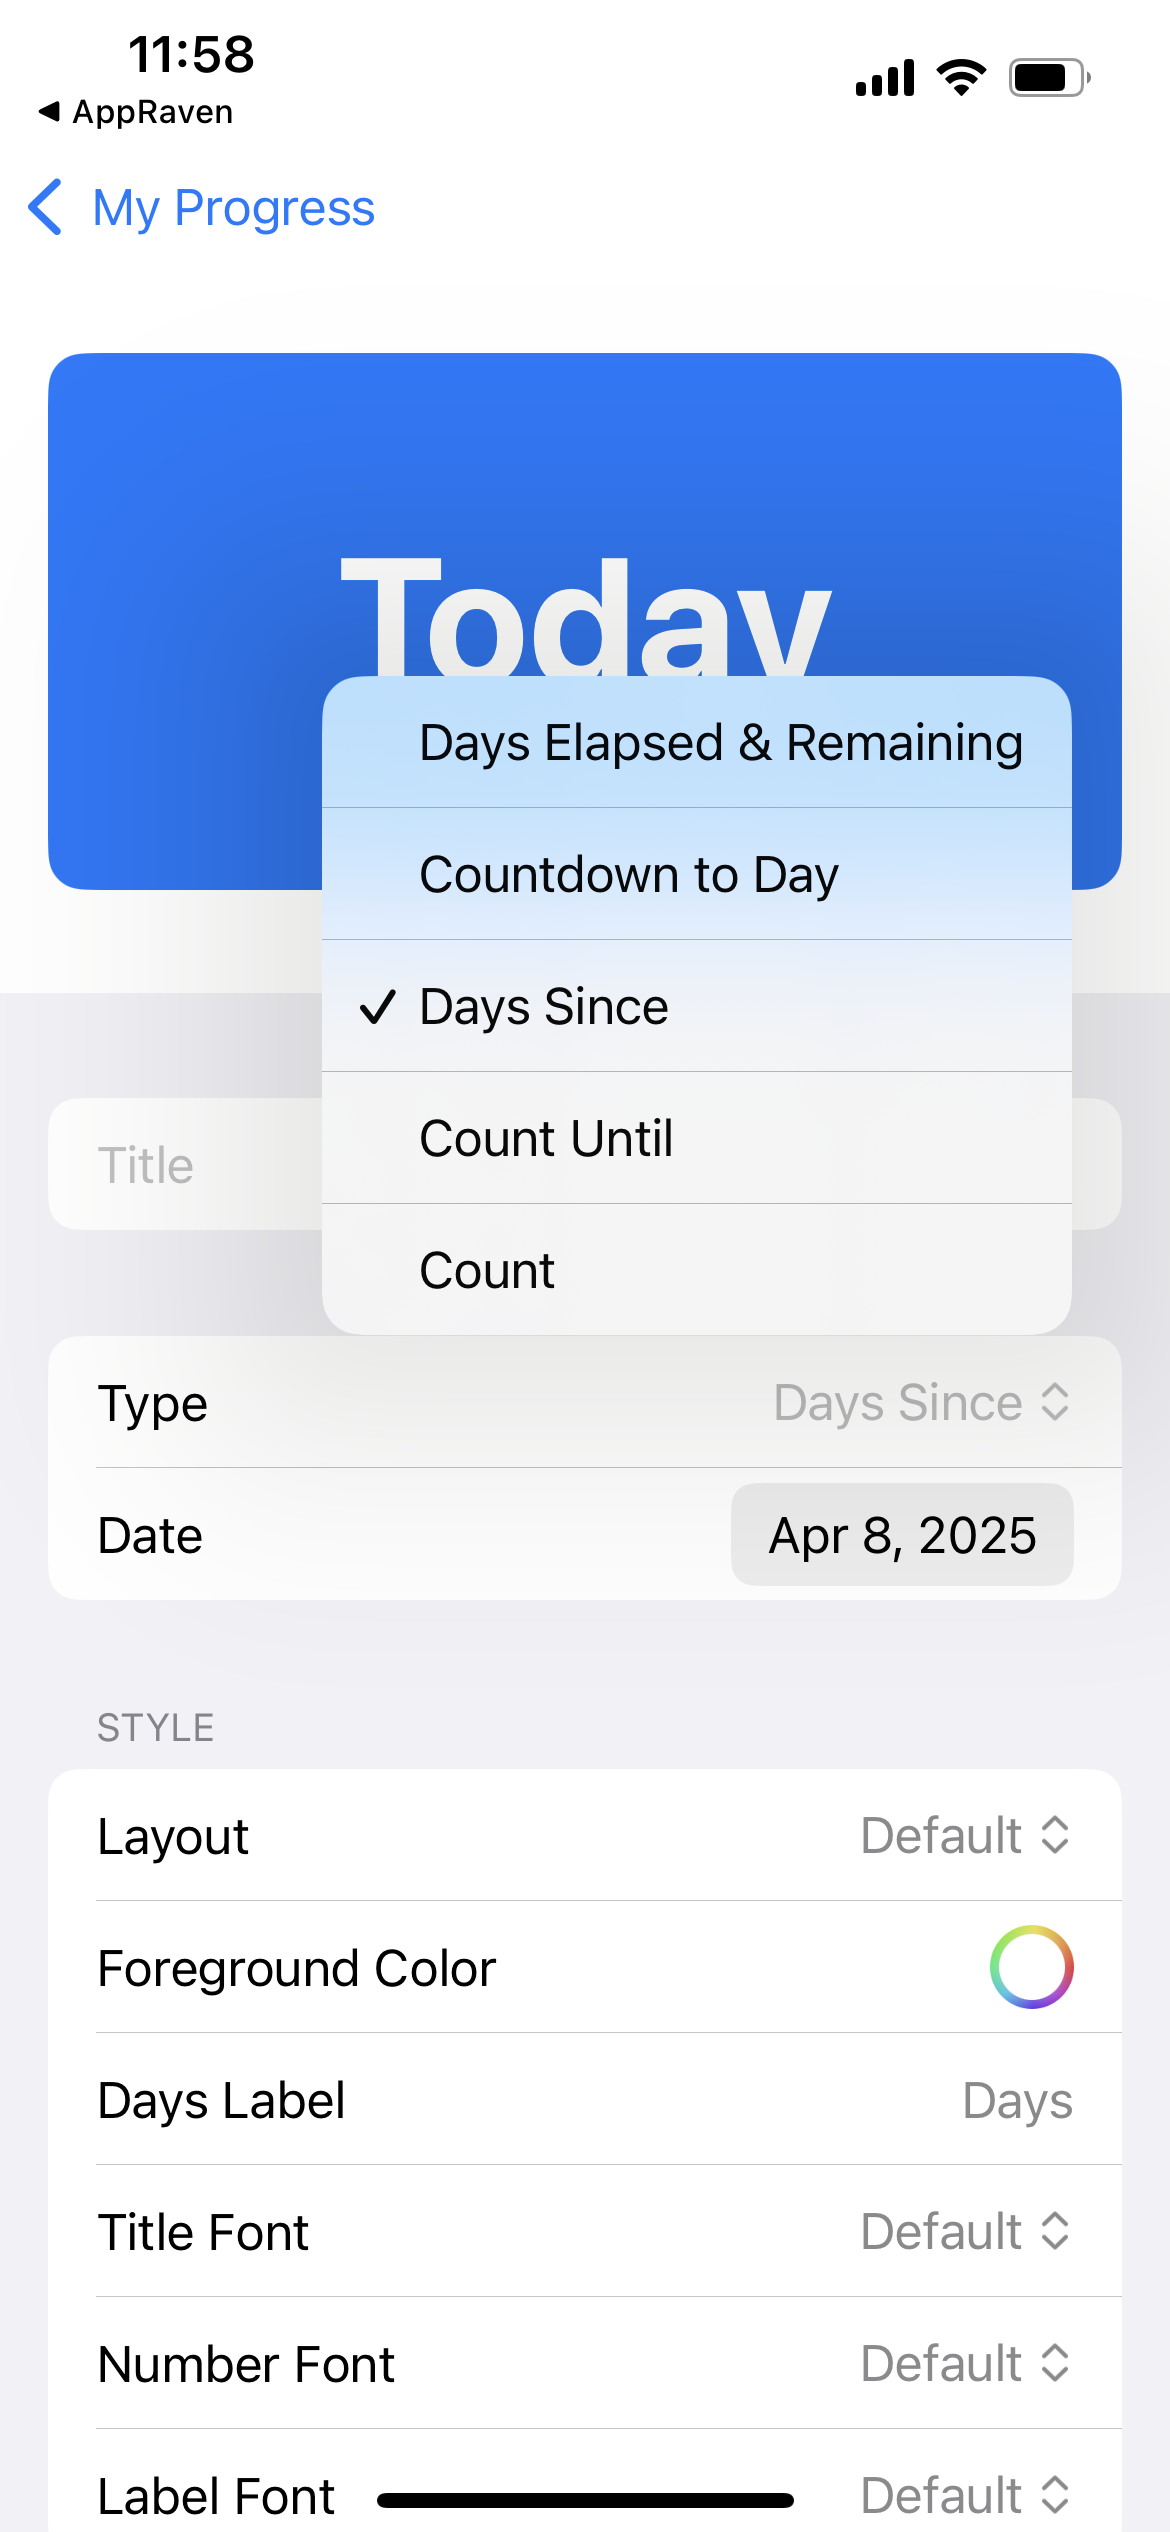 11:58
AppRaven
My Progress
Today
Days Elapsed & Remaining
Countdown to Day
Days Since
Count Until
Count
Title
Type Days Since
Date Apr 8, 2025
STYLE
Layout Default
Foreground Color
Days Label Days
Title Font Default
Number Font Default
Label Font Default